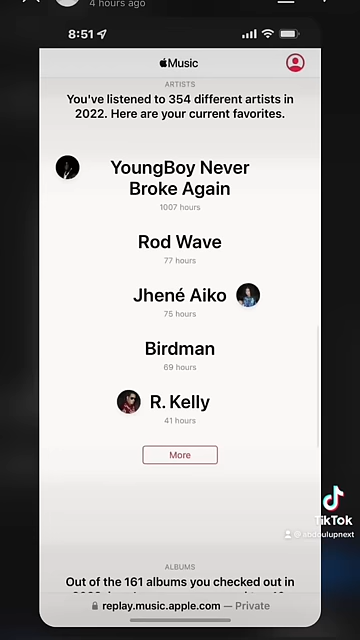 4 hours ago
8:51
Music
ARTISTS
You've listened to 354 different artists in
2022. Here are your current favorites.
YoungBoy Never
Broke Again
1007 hours
Rod Wave
77 hours
Jhené Aiko
75 hours
Birdman
69 hours
R. Kelly
41 hours
More
TikTok
@abdoulupnext
ALBUMS
Out of the 161 albums you checked out in
replay.music.apple.com — Private